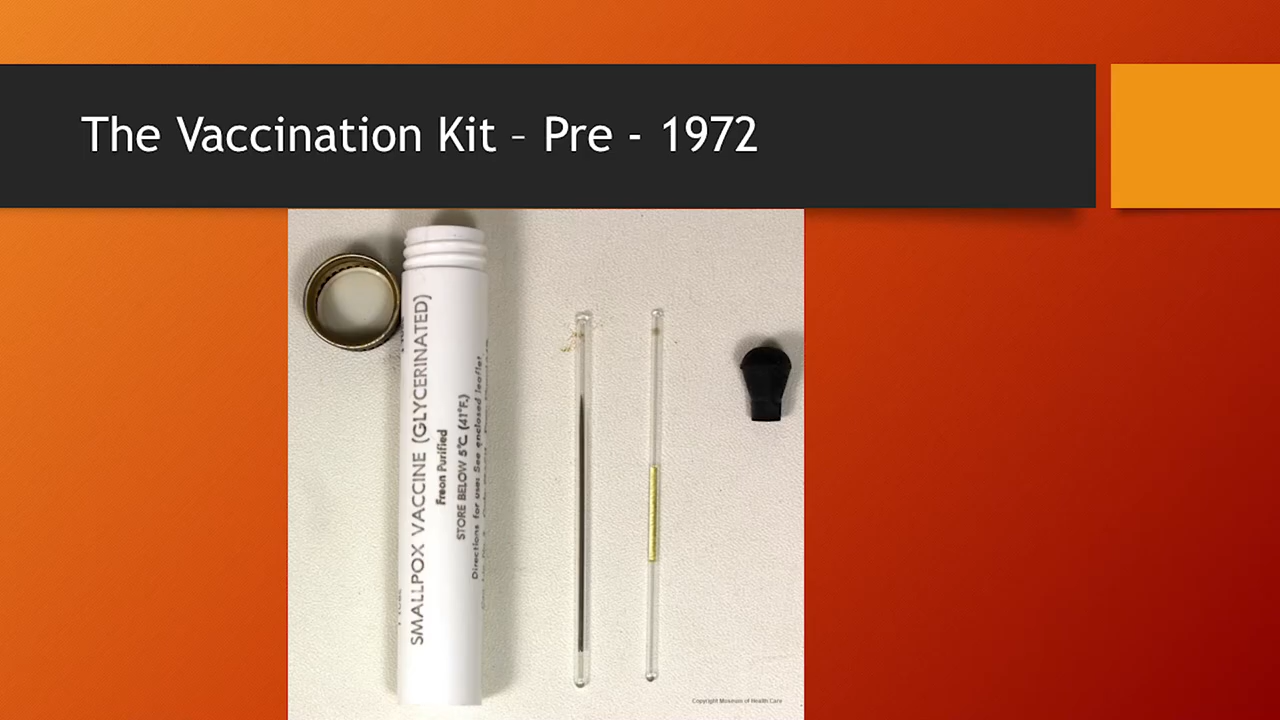 The Vaccination Kit – Pre - 1972
SMALLPOX VACCINE (GLYCERINATED)
Freon Purified
STORE BELOW 5°C (41°F.)
Directions for use: See enclosed leaflet
Copyright Museum of Health Care